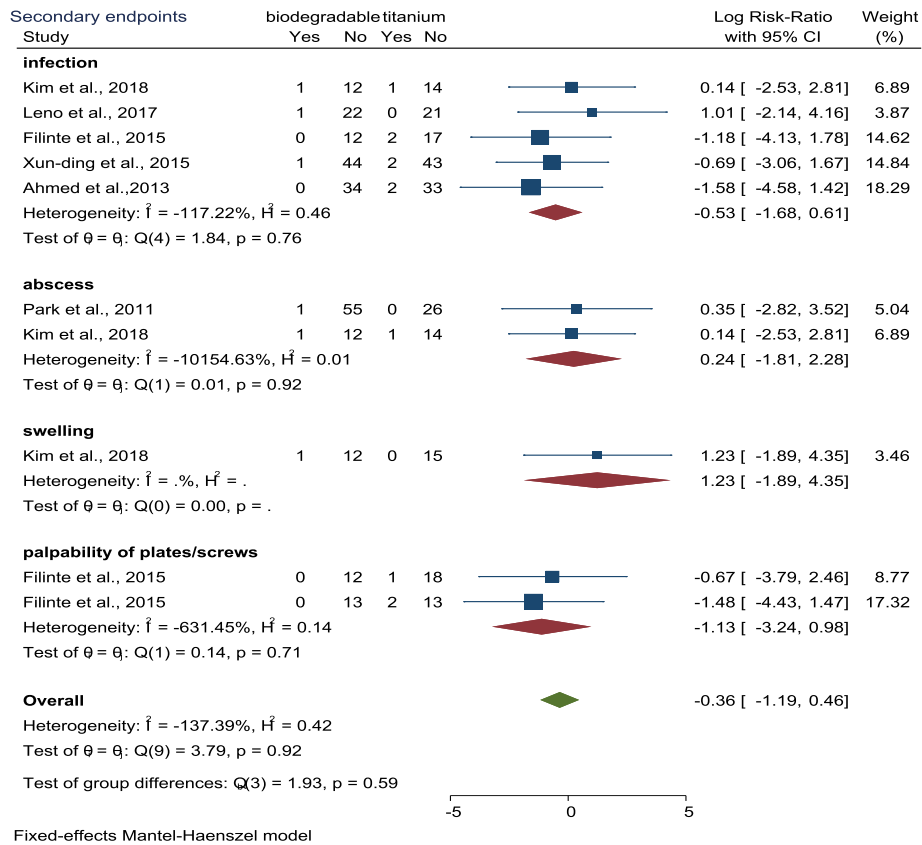 Secondary endpoints biodegradable titanium Log Risk-Ratio Weight
Study Yes No Yes No with 95% CI (%)
infection
Kim et al., 2018 1 12 1 14 0.14 [ -2.53, 2.81] 6.89
Leno et al., 2017 1 22 0 21 1.01 [ -2.14, 4.16] 3.87
Filinte et al., 2015 0 12 2 17 -1.18 [ -4.13, 1.78] 14.62
Xun-ding et al., 2015 1 44 2 43 -0.69 [ -3.06, 1.67] 14.84
Ahmed et al.,2013 0 34 2 33 -1.58 [ -4.58, 1.42] 18.29
Heterogeneity: I² = -117.22%, H² = 0.46 -0.53 [ -1.68, 0.61]
Test of θᵢ = θⱼ: Q(4) = 1.84, p = 0.76
abscess
Park et al., 2011 1 55 0 26 0.35 [ -2.82, 3.52] 5.04
Kim et al., 2018 1 12 1 14 0.14 [ -2.53, 2.81] 6.89
Heterogeneity: I² = -10154.63%, H² = 0.01 0.24 [ -1.81, 2.28]
Test of θᵢ = θⱼ: Q(1) = 0.01, p = 0.92
swelling
Kim et al., 2018 1 12 0 15 1.23 [ -1.89, 4.35] 3.46
Heterogeneity: I² = .%, H² = . 1.23 [ -1.89, 4.35]
Test of θᵢ = θⱼ: Q(0) = 0.00, p = .
palpability of plates/screws
Filinte et al., 2015 0 12 1 18 -0.67 [ -3.79, 2.46] 8.77
Filinte et al., 2015 0 13 2 13 -1.48 [ -4.43, 1.47] 17.32
Heterogeneity: I² = -631.45%, H² = 0.14 -1.13 [ -3.24, 0.98]
Test of θᵢ = θⱼ: Q(1) = 0.14, p = 0.71
Overall -0.36 [ -1.19, 0.46]
Heterogeneity: I² = -137.39%, H² = 0.42
Test of θᵢ = θⱼ: Q(9) = 3.79, p = 0.92
Test of group differences: Q_b(3) = 1.93, p = 0.59
-5 0 5
Fixed-effects Mantel-Haenszel model